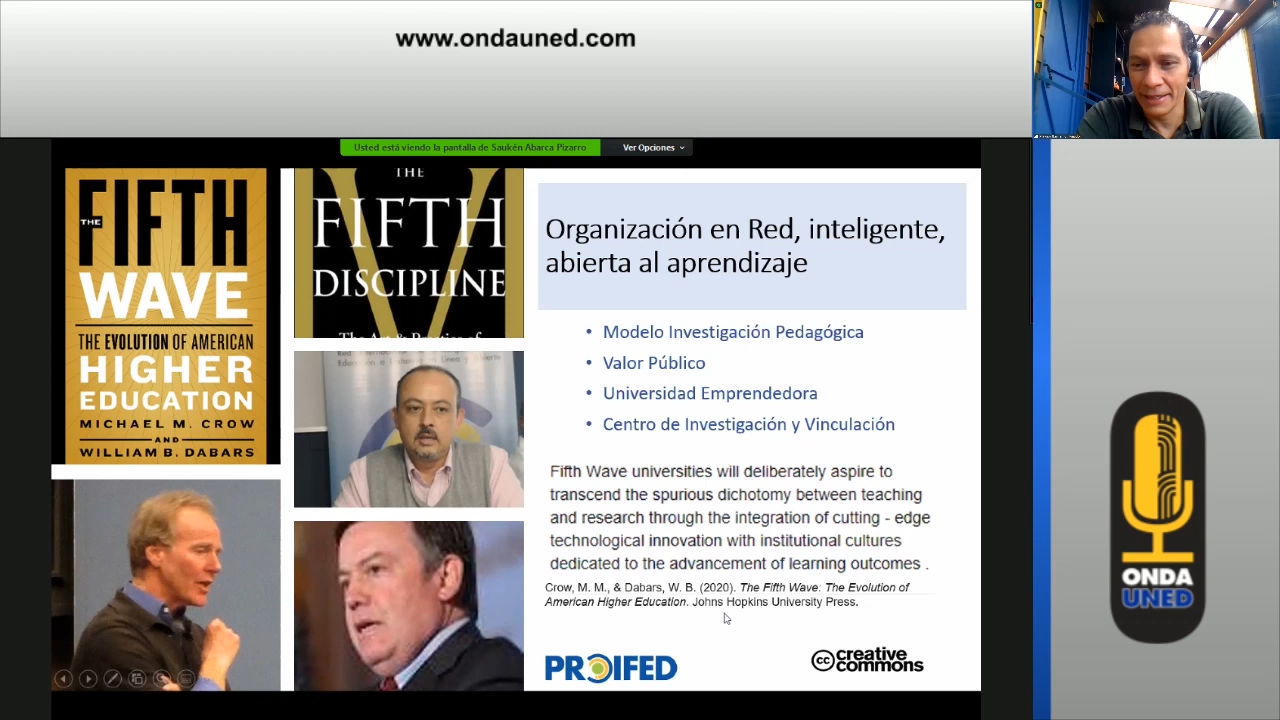 www.ondauned.com
Usted está viendo la pantalla de Saukén Abarca Pizarro
Ver Opciones
THE
FIFTH
WAVE
THE EVOLUTION OF AMERICAN
HIGHER
EDUCATION
MICHAEL M. CROW
AND
WILLIAM B. DABARS
THE
FIFTH
DISCIPLINE
The Art & Practice of
Organización en Red, inteligente,
abierta al aprendizaje
• Modelo Investigación Pedagógica
• Valor Público
• Universidad Emprendedora
• Centro de Investigación y Vinculación
Fifth Wave universities will deliberately aspire to
transcend the spurious dichotomy between teaching
and research through the integration of cutting - edge
technological innovation with institutional cultures
dedicated to the advancement of learning outcomes .
Crow, M. M., & Dabars, W. B. (2020). The Fifth Wave: The Evolution of
American Higher Education. Johns Hopkins University Press.
PROIFED
cc creative
commons
ONDA
UNED